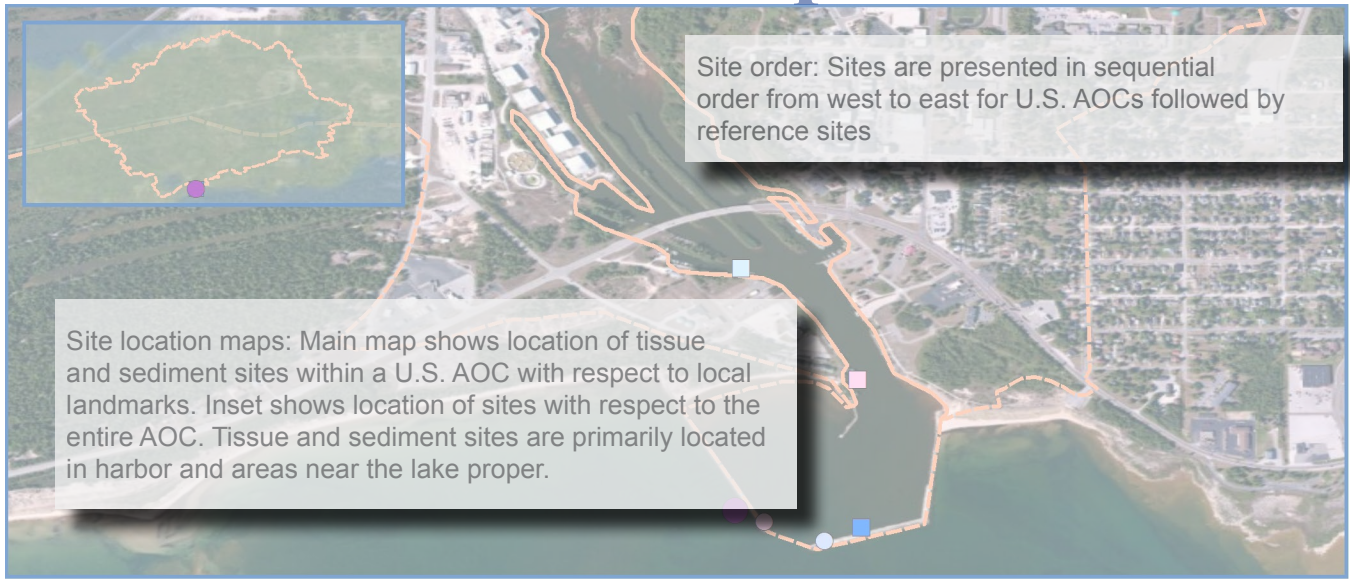 Site order: Sites are presented in sequential
order from west to east for U.S. AOCs followed by
reference sites
Site location maps: Main map shows location of tissue
and sediment sites within a U.S. AOC with respect to local
landmarks. Inset shows location of sites with respect to the
entire AOC. Tissue and sediment sites are primarily located
in harbor and areas near the lake proper.